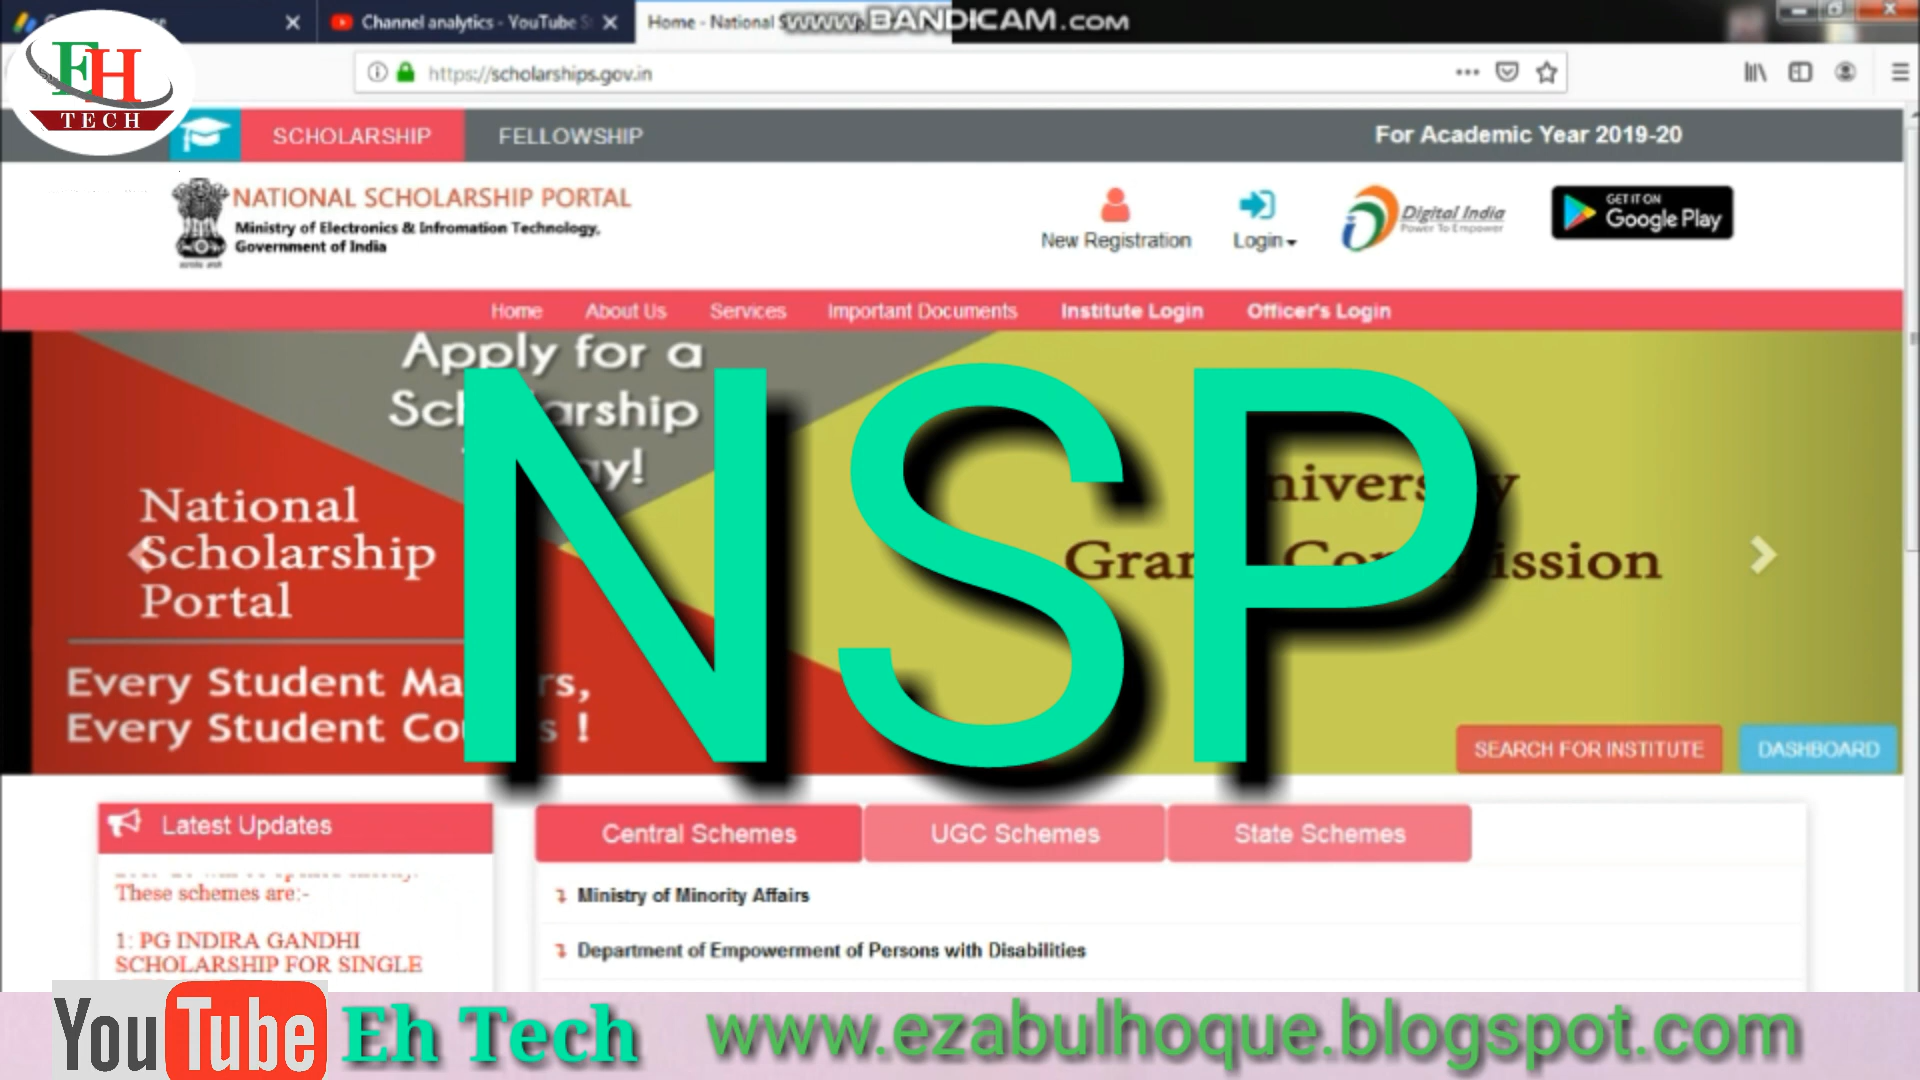 Channel analytics - YouTube
Home - National
www.BANDICAM.com
EH
TECH
https://scholarships.gov.in
SCHOLARSHIP
FELLOWSHIP
For Academic Year 2019-20
NATIONAL SCHOLARSHIP PORTAL
Ministry of Electronics & Infromation Technology,
Government of India
New Registration
Login
Digital India
Power To Empower
GET IT ON
Google Play
Home
About Us
Services
Important Documents
Institute Login
Officer's Login
Apply for a
NSP
National
Scholarship
Portal
Every Student
Every Student
SEARCH FOR INSTITUTE
DASHBOARD
Latest Updates
These schemes are:-
1: PG INDIRA GANDHI
SCHOLARSHIP FOR SINGLE
Central Schemes
UGC Schemes
State Schemes
Ministry of Minority Affairs
Department of Empowerment of Persons with Disabilities
YouTube
Eh Tech
www.ezabulhoque.blogspot.com